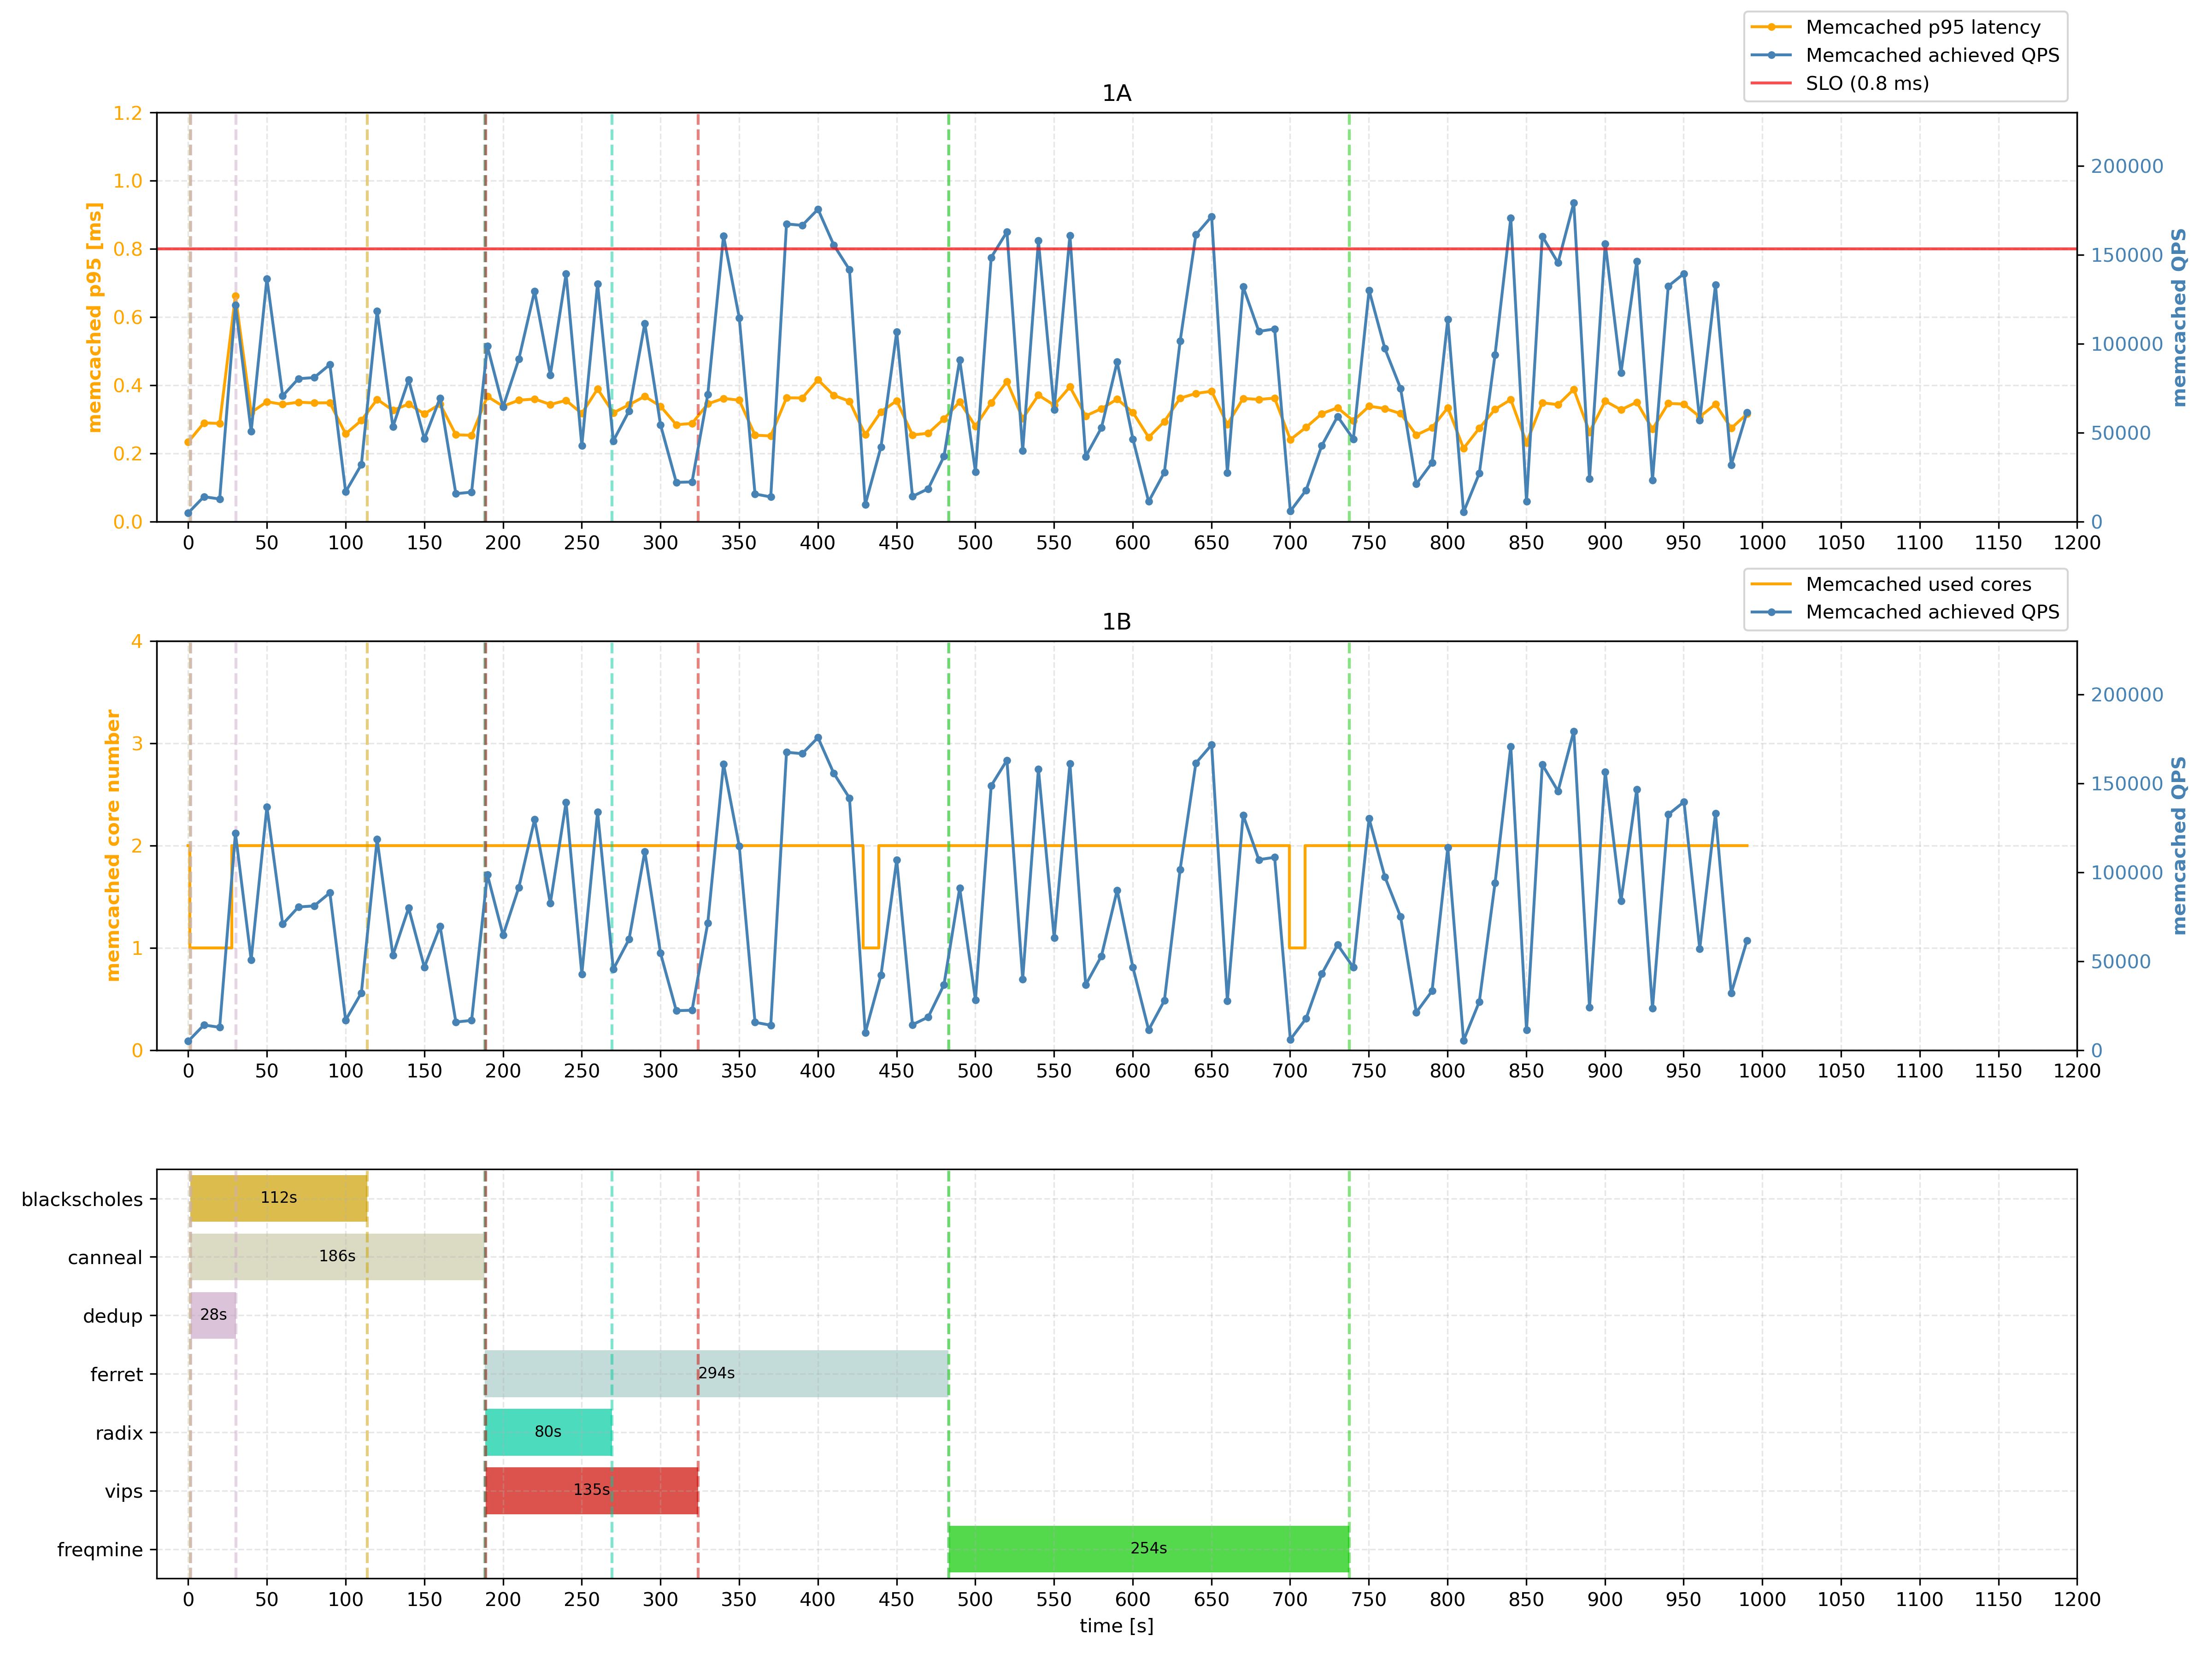 Memcached p95 latency
Memcached achieved QPS
SLO (0.8 ms)
1A
1.2
1.0
0.8
0.6
0.4
0.2
0.0
memcached p95 [ms]
200000
150000
100000
50000
0
memcached QPS
0 50 100 150 200 250 300 350 400 450 500 550 600 650 700 750 800 850 900 950 1000 1050 1100 1150 1200
Memcached used cores
Memcached achieved QPS
1B
4
3
2
1
0
memcached core number
200000
150000
100000
50000
0
memcached QPS
0 50 100 150 200 250 300 350 400 450 500 550 600 650 700 750 800 850 900 950 1000 1050 1100 1150 1200
blackscholes 112s
canneal 186s
dedup 28s
ferret 294s
radix 80s
vips 135s
freqmine 254s
0 50 100 150 200 250 300 350 400 450 500 550 600 650 700 750 800 850 900 950 1000 1050 1100 1150 1200
time [s]